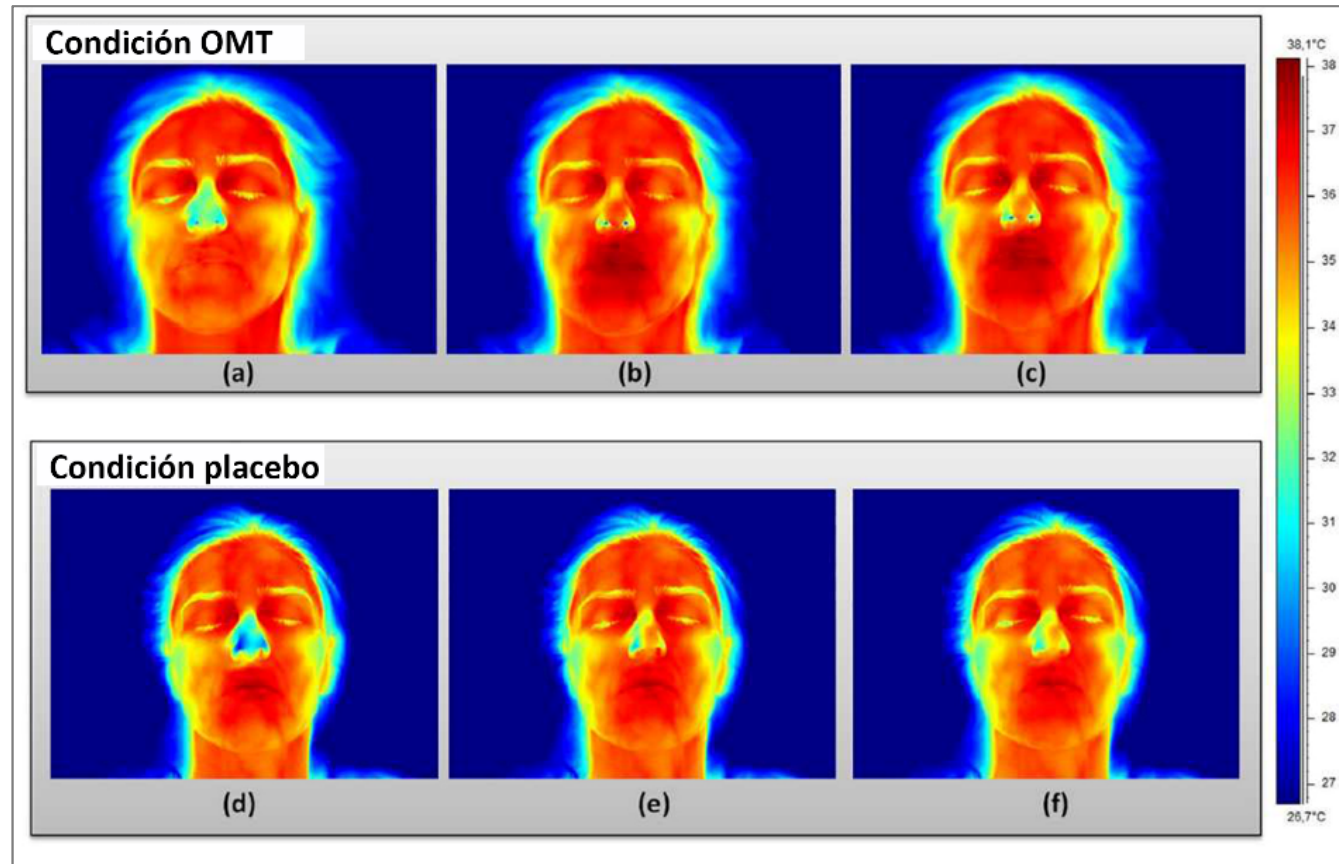 Condición OMT
(a)
(b)
(c)
Condición placebo
(d)
(e)
(f)
38,1°C
38
37
36
35
34
33
32
31
30
29
28
27
26,7°C